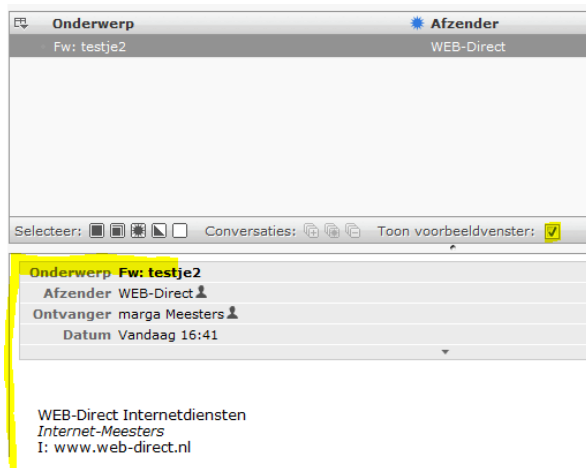 Onderwerp Afzender
Fw: testje2 WEB-Direct
Selecteer: Conversaties: Toon voorbeeldvenster:
Onderwerp Fw: testje2
Afzender WEB-Direct
Ontvanger marga Meesters
Datum Vandaag 16:41
WEB-Direct Internetdiensten
Internet-Meesters
I: www.web-direct.nl